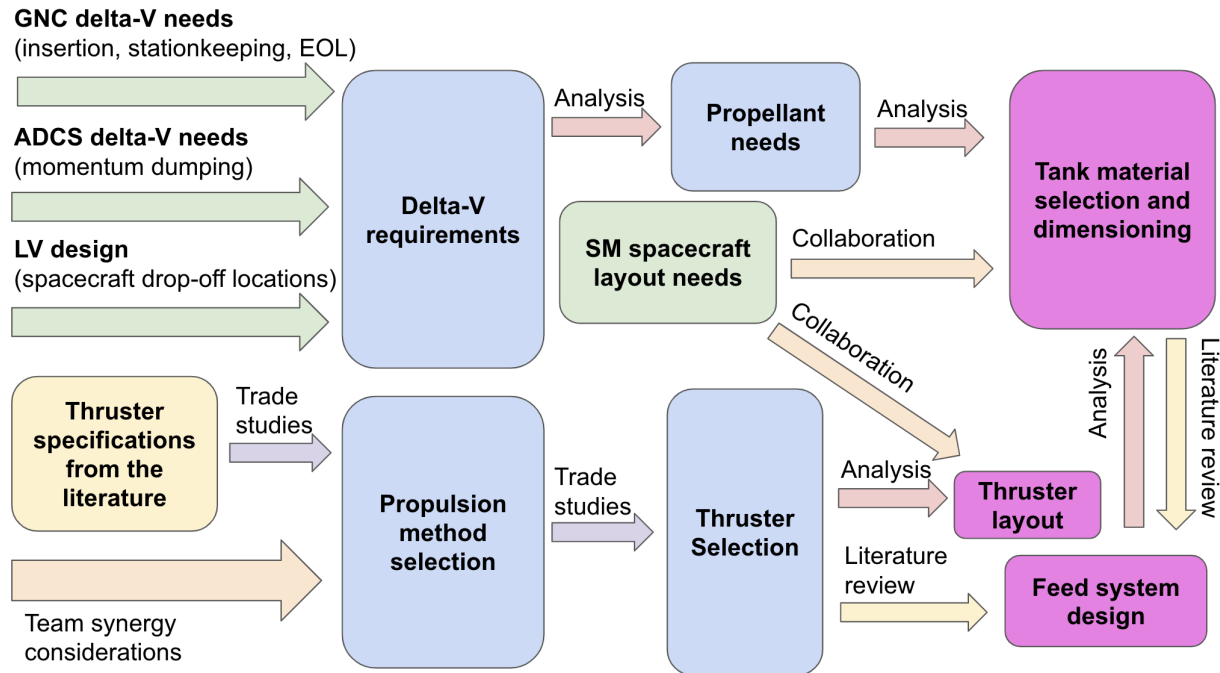 GNC delta-V needs
(insertion, stationkeeping, EOL)
ADCS delta-V needs
(momentum dumping)
LV design
(spacecraft drop-off locations)
Delta-V
requirements
Analysis
Propellant
needs
Analysis
Tank material
selection and
dimensioning
SM spacecraft
layout needs
Collaboration
Collaboration
Thruster
specifications
from the
literature
Trade
studies
Team synergy
considerations
Propulsion
method
selection
Trade
studies
Thruster
Selection
Analysis
Thruster
layout
Literature
review
Feed system
design
Analysis
Literature review